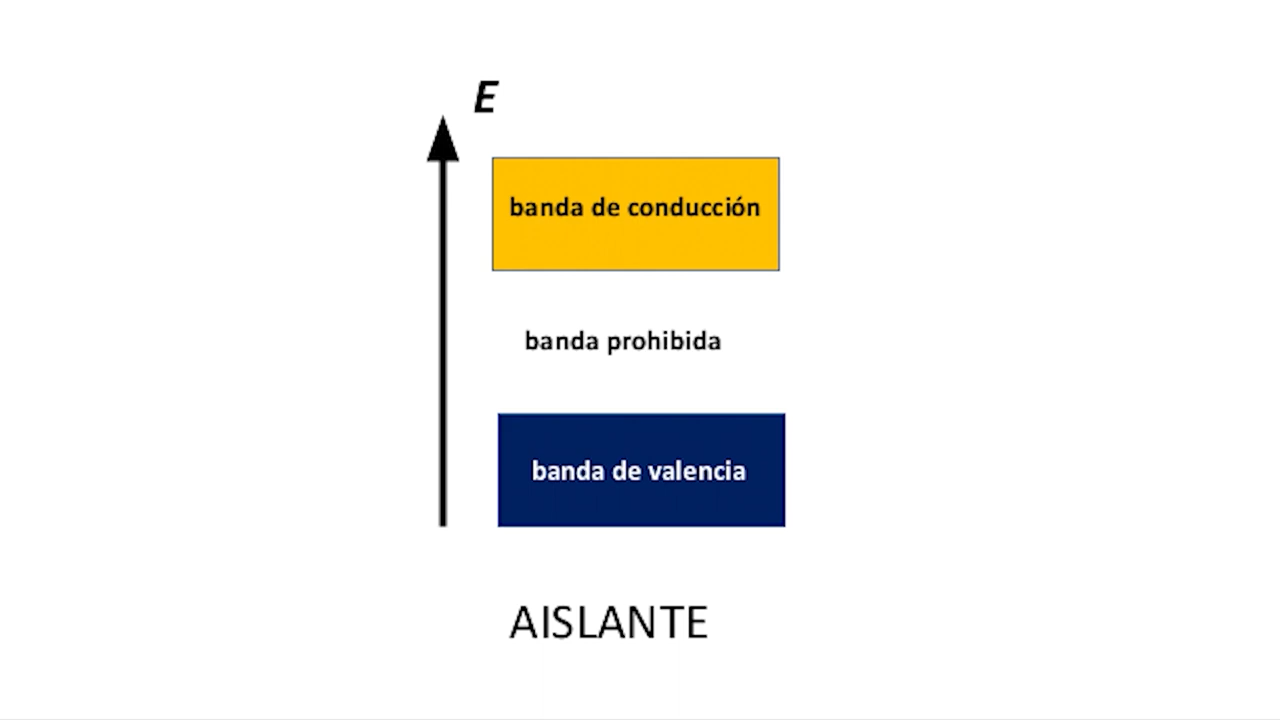 E
banda de conducción
banda prohibida
banda de valencia
AISLANTE